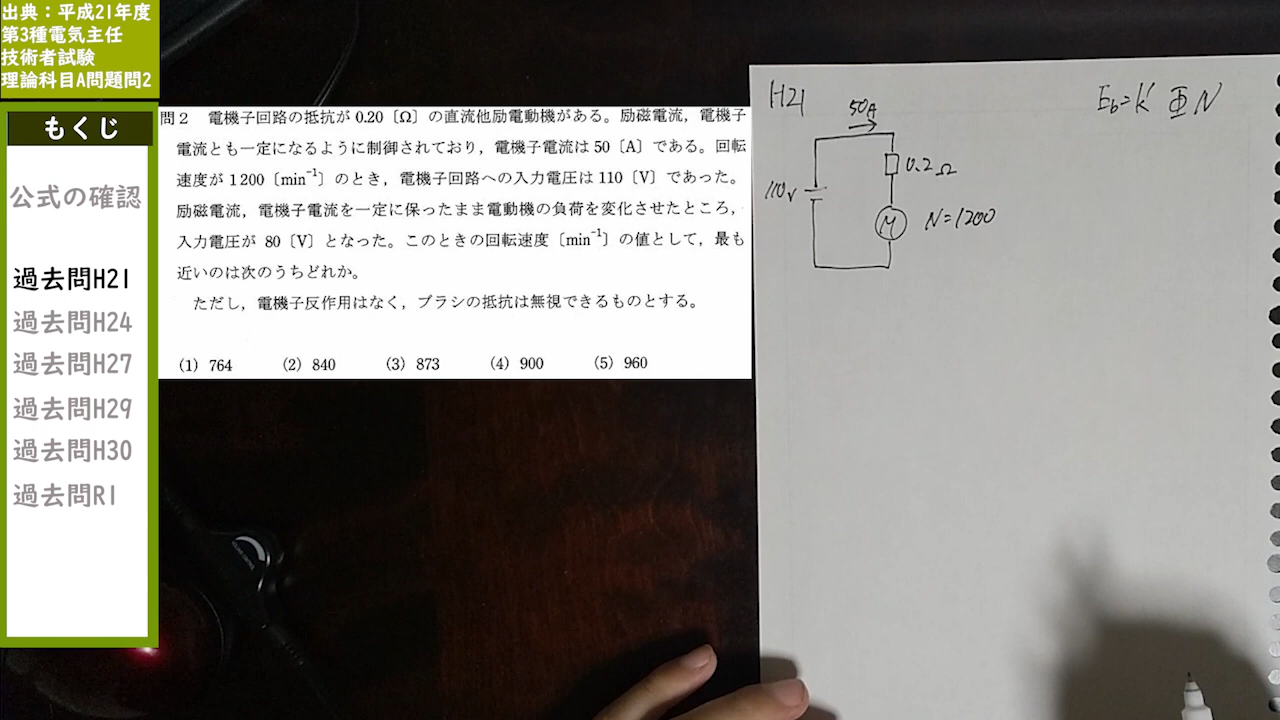 出典：平成21年度
第3種電気主任
技術者試験
理論科目A問題問2
もくじ
公式の確認
過去問H21
過去問H24
過去問H27
過去問H29
過去問H30
過去問R1
問2 電機子回路の抵抗が0.20〔Ω〕の直流他励電動機がある。励磁電流，電機子
電流とも一定になるように制御されており，電機子電流は50〔A〕である。回転
速度が1200〔min⁻¹〕のとき，電機子回路への入力電圧は110〔V〕であった。
励磁電流，電機子電流を一定に保ったまま電動機の負荷を変化させたところ，
入力電圧が80〔V〕となった。このときの回転速度〔min⁻¹〕の値として，最も
近いのは次のうちどれか。
ただし，電機子反作用はなく，ブラシの抵抗は無視できるものとする。
(1) 764 (2) 840 (3) 873 (4) 900 (5) 960
H21
Eb=K Φ N
50A
0.2Ω
110V
M
N=1200